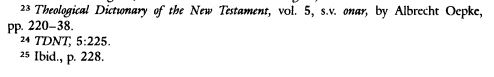 23 Theological Dictionary of the New Testament, vol. 5, s.v. onar, by Albrecht Oepke,
pp. 220–38.
24 TDNT, 5:225.
25 Ibid., p. 228.